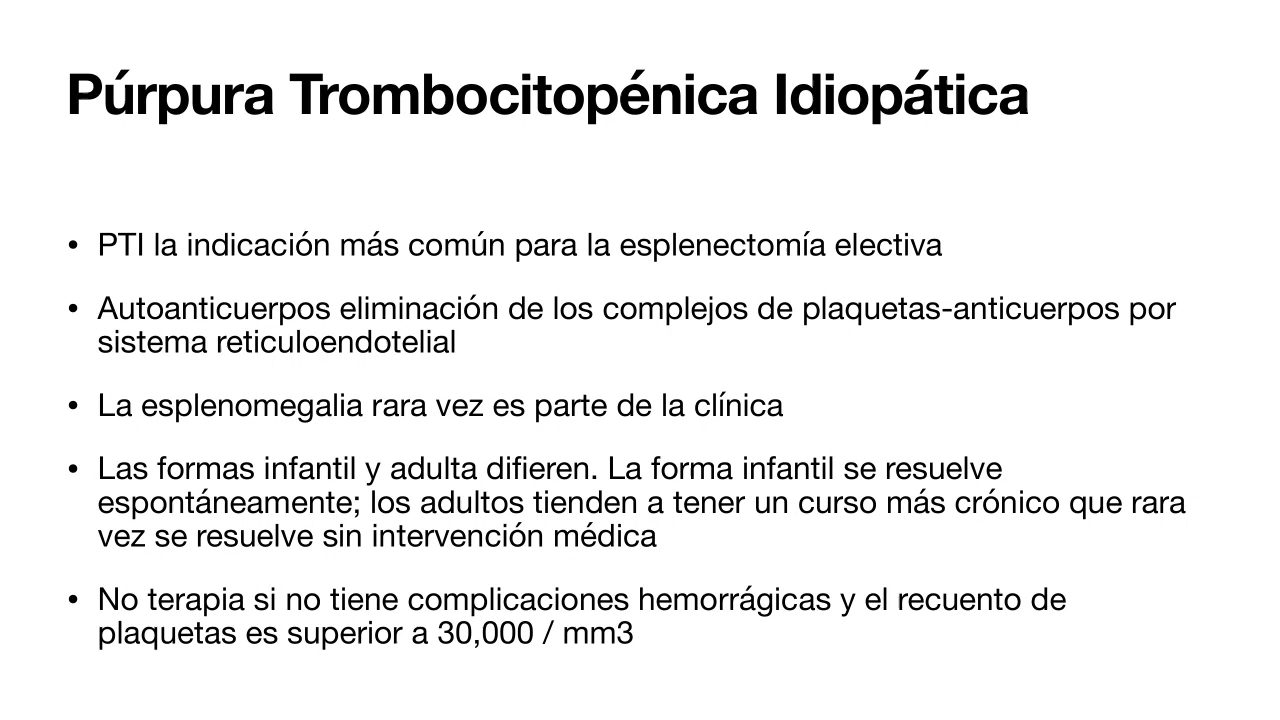 Púrpura Trombocitopénica Idiopática
• PTI la indicación más común para la esplenectomía electiva
• Autoanticuerpos eliminación de los complejos de plaquetas-anticuerpos por
sistema reticuloendotelial
• La esplenomegalia rara vez es parte de la clínica
• Las formas infantil y adulta difieren. La forma infantil se resuelve
espontáneamente; los adultos tienden a tener un curso más crónico que rara
vez se resuelve sin intervención médica
• No terapia si no tiene complicaciones hemorrágicas y el recuento de
plaquetas es superior a 30,000 / mm3